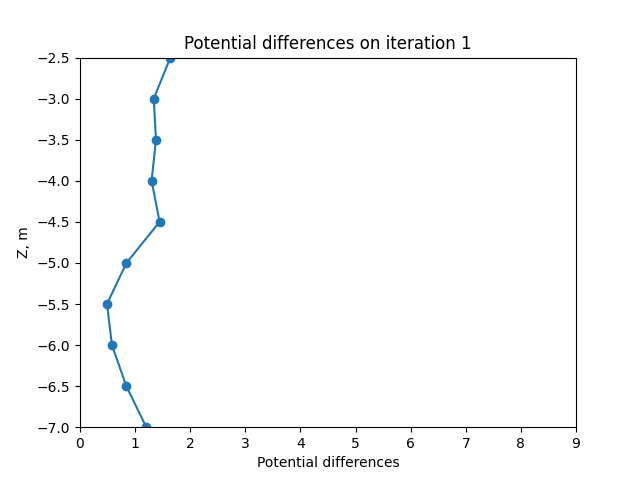 Potential differences on iteration 1
−2.5
−3.0
−3.5
−4.0
−4.5
−5.0
−5.5
−6.0
−6.5
−7.0
Z, m
0 1 2 3 4 5 6 7 8 9
Potential differences